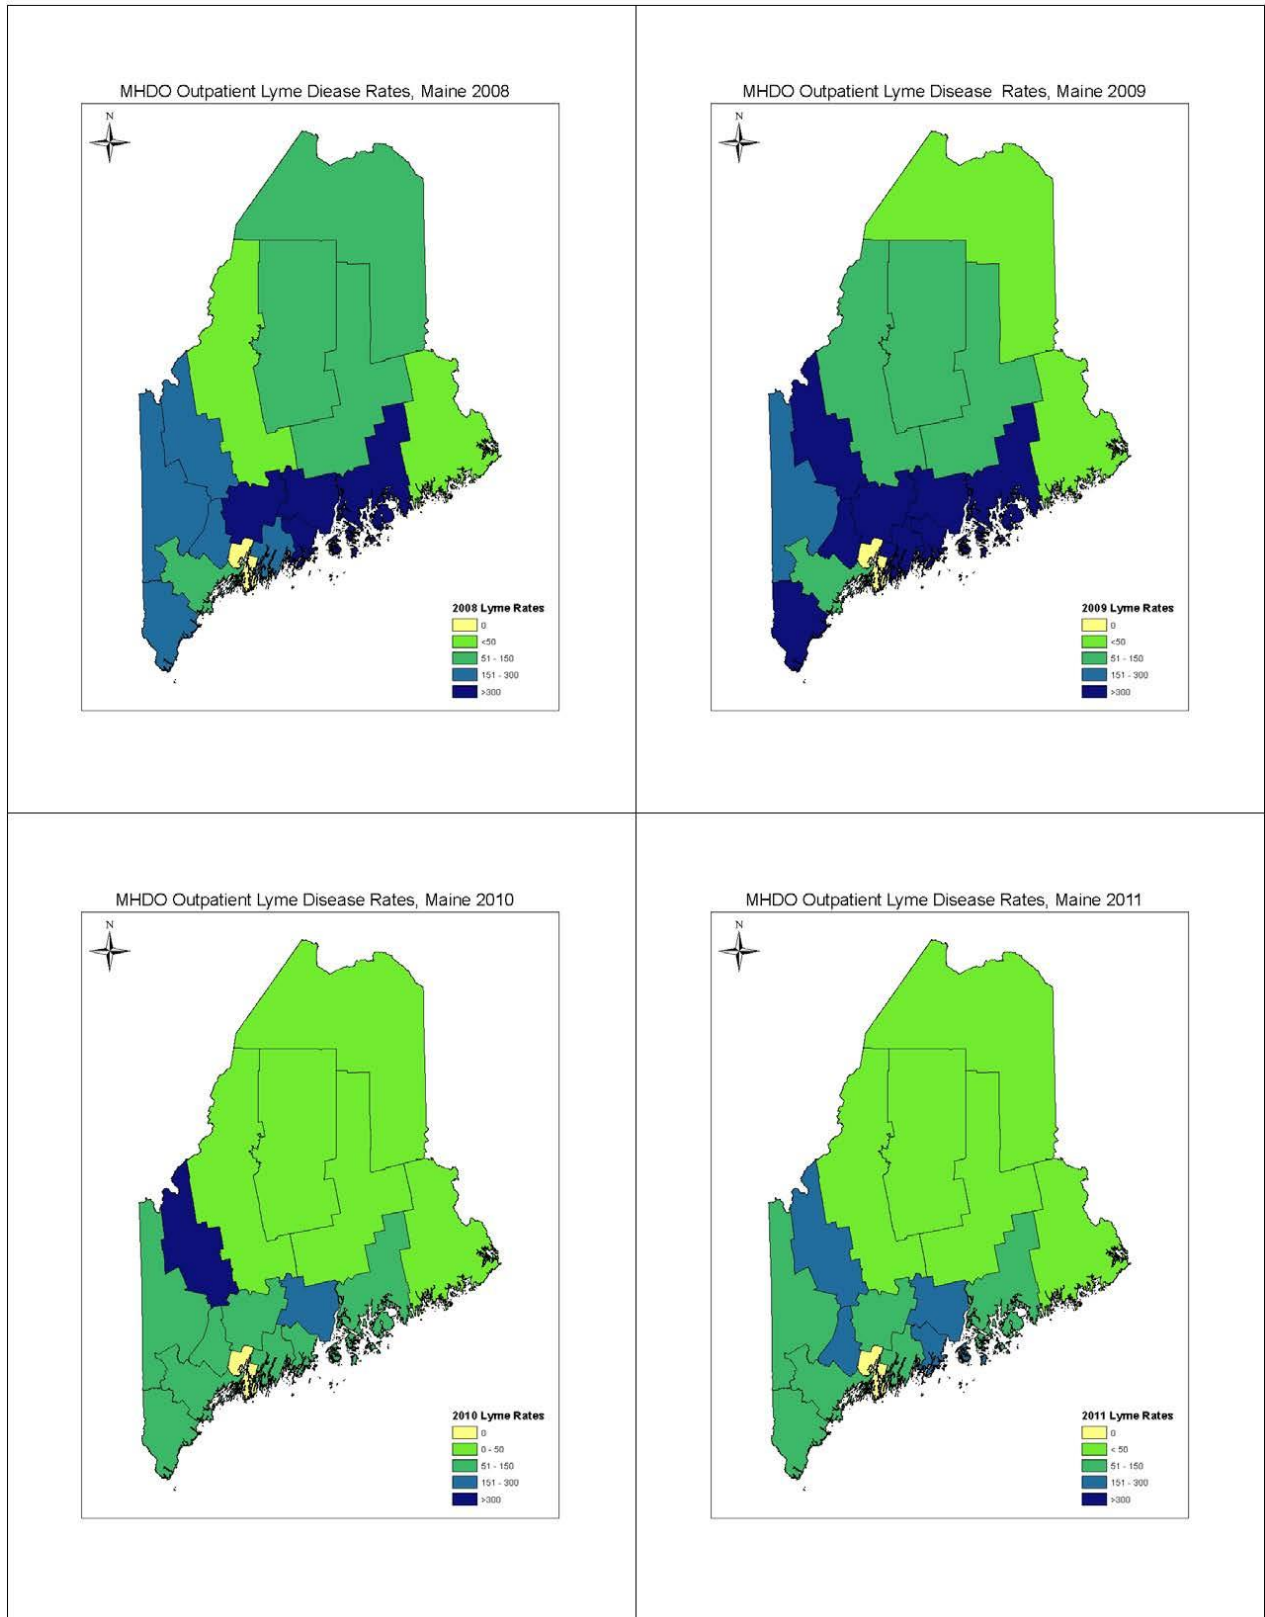 MHDO Outpatient Lyme Diease Rates, Maine 2008
N
2008 Lyme Rates
0
<50
51 - 150
151 - 300
>300
MHDO Outpatient Lyme Disease  Rates, Maine 2009
N
2009 Lyme Rates
0
<50
51 - 150
151 - 300
>300
MHDO Outpatient Lyme Disease Rates, Maine 2010
N
2010 Lyme Rates
0
0 - 50
51 - 150
151 - 300
>300
MHDO Outpatient Lyme Disease Rates, Maine 2011
N
2011 Lyme Rates
0
< 50
51 - 150
151 - 300
>300